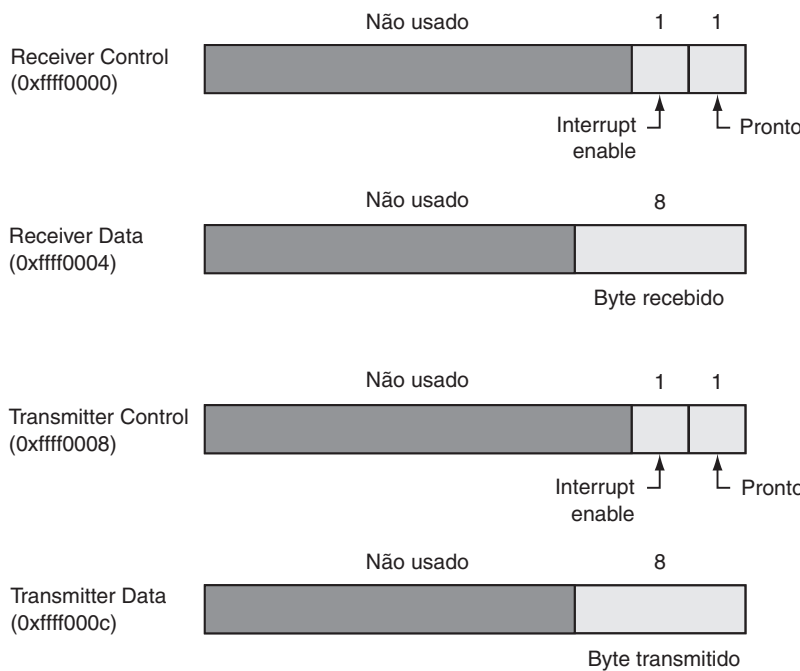 Não usado 1 1
Receiver Control
(0xffff0000)
Interrupt
enable
Pronto
Não usado 8
Receiver Data
(0xffff0004)
Byte recebido
Não usado 1 1
Transmitter Control
(0xffff0008)
Interrupt
enable
Pronto
Não usado 8
Transmitter Data
(0xffff000c)
Byte transmitido